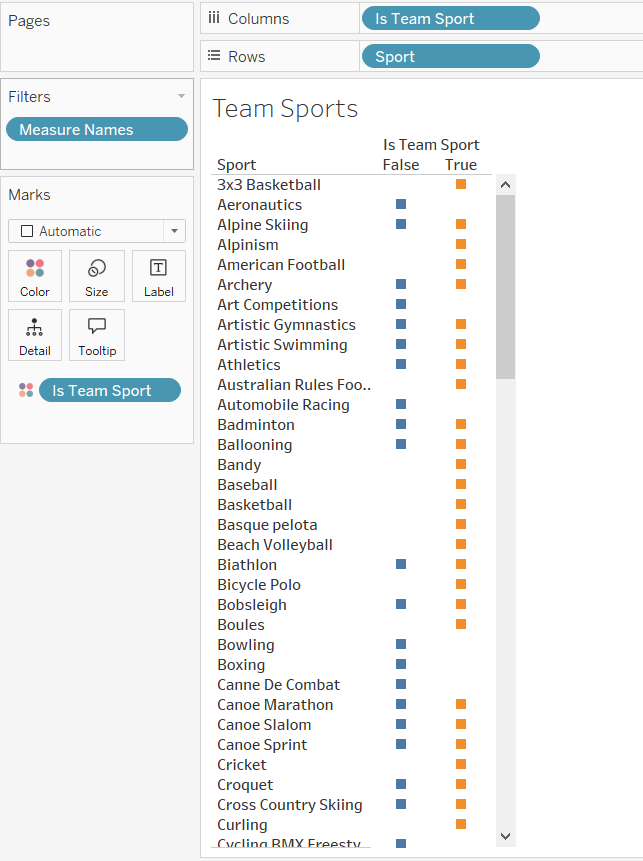 Pages
Columns
Is Team Sport
Rows
Sport
Filters
Measure Names
Marks
Automatic
Color
Size
T
Label
Detail
Tooltip
Is Team Sport
Team Sports
Is Team Sport
Sport False True
3x3 Basketball
Aeronautics
Alpine Skiing
Alpinism
American Football
Archery
Art Competitions
Artistic Gymnastics
Artistic Swimming
Athletics
Australian Rules Foo..
Automobile Racing
Badminton
Ballooning
Bandy
Baseball
Basketball
Basque pelota
Beach Volleyball
Biathlon
Bicycle Polo
Bobsleigh
Boules
Bowling
Boxing
Canne De Combat
Canoe Marathon
Canoe Slalom
Canoe Sprint
Cricket
Croquet
Cross Country Skiing
Curling
Cycling BMX Freesty..